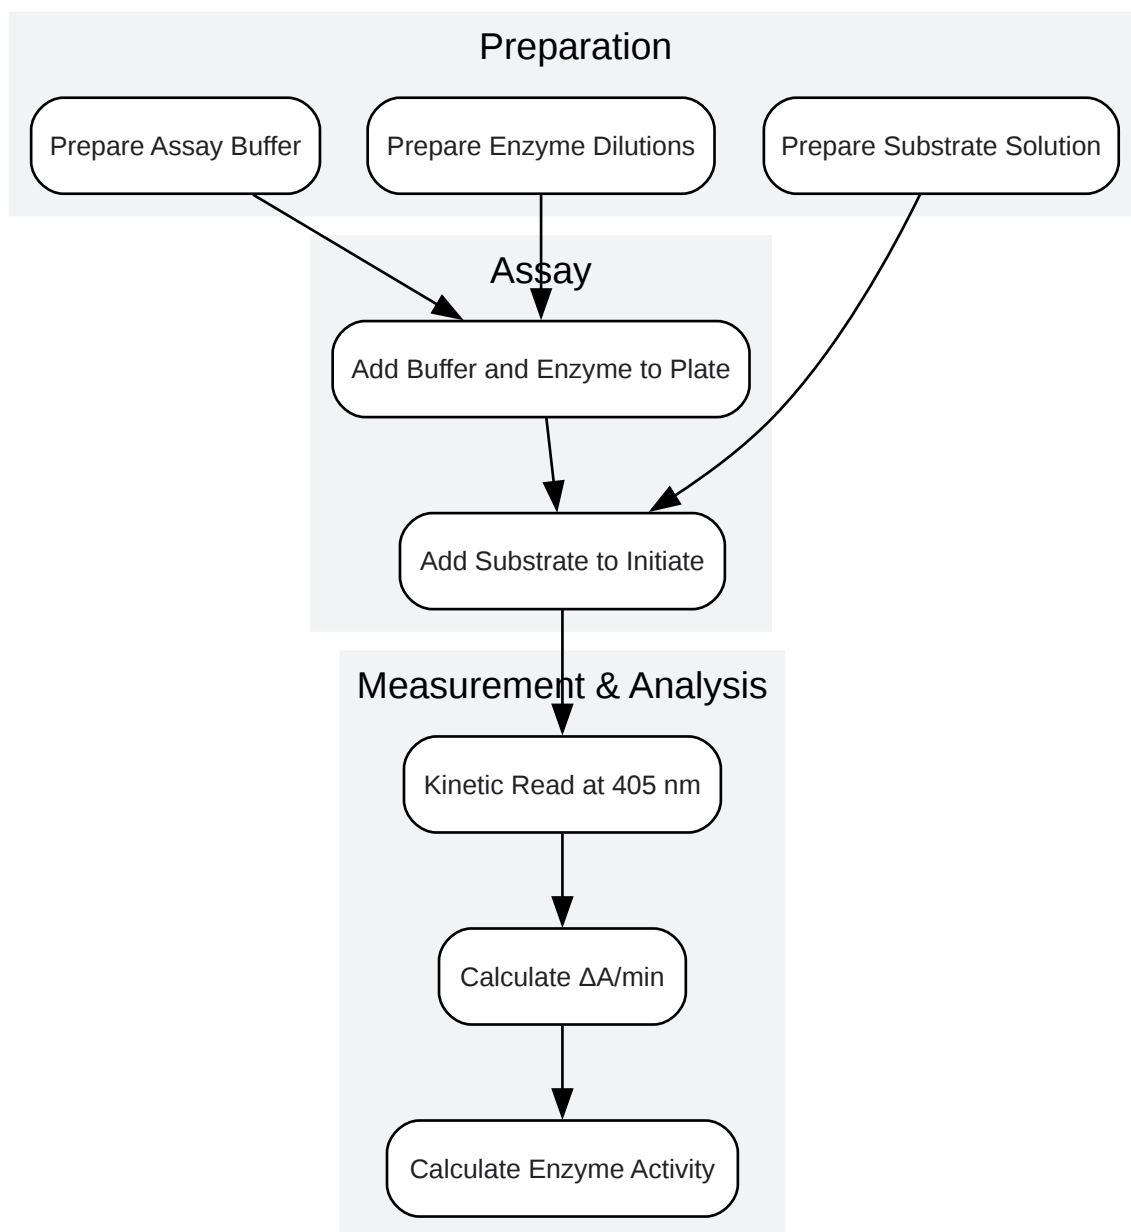 Preparation
Prepare Assay Buffer
Prepare Enzyme Dilutions
Prepare Substrate Solution
Assay
Add Buffer and Enzyme to Plate
Add Substrate to Initiate
Measurement & Analysis
Kinetic Read at 405 nm
Calculate ΔA/min
Calculate Enzyme Activity